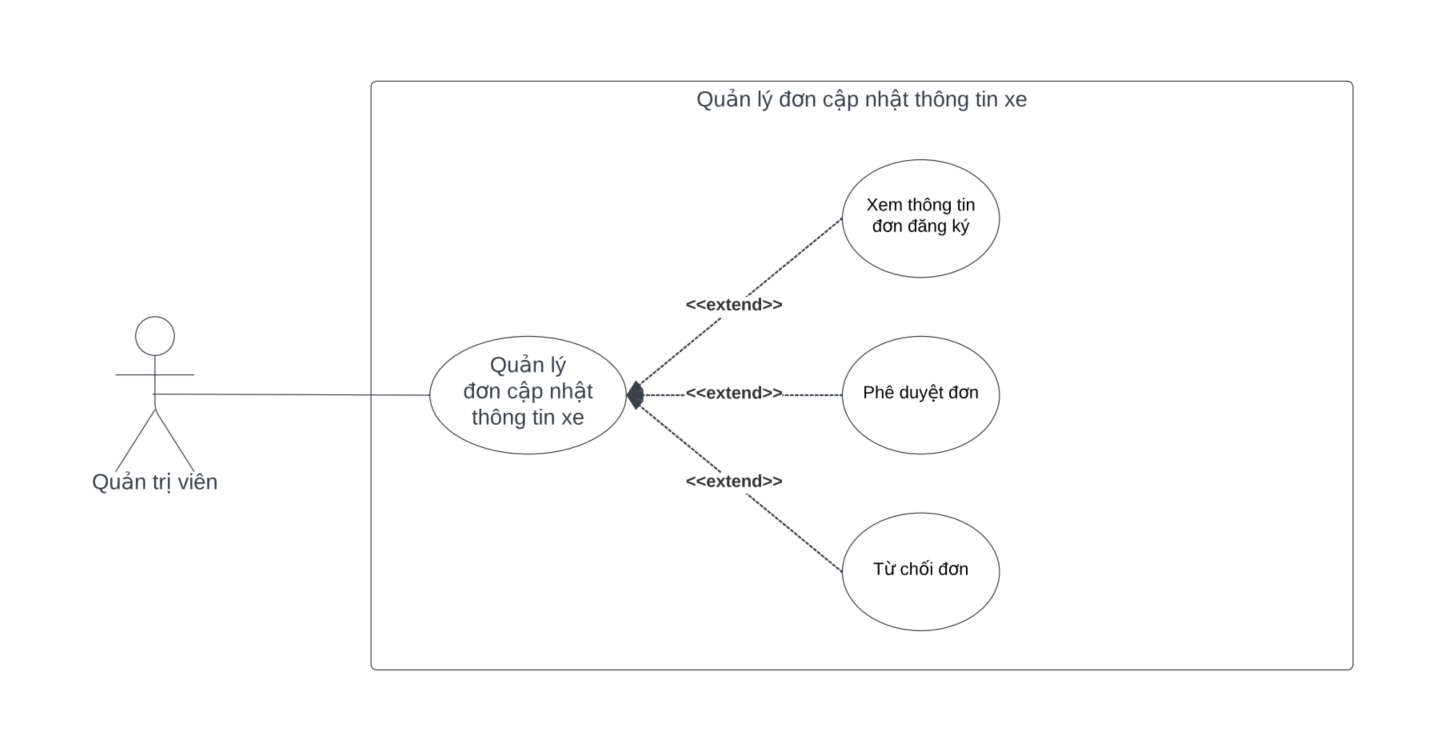 Quản lý đơn cập nhật thông tin xe
Xem thông tin
đơn đăng ký
<<extend>>
Quản lý
đơn cập nhật
thông tin xe
<<extend>>
Phê duyệt đơn
<<extend>>
Quản trị viên
Từ chối đơn